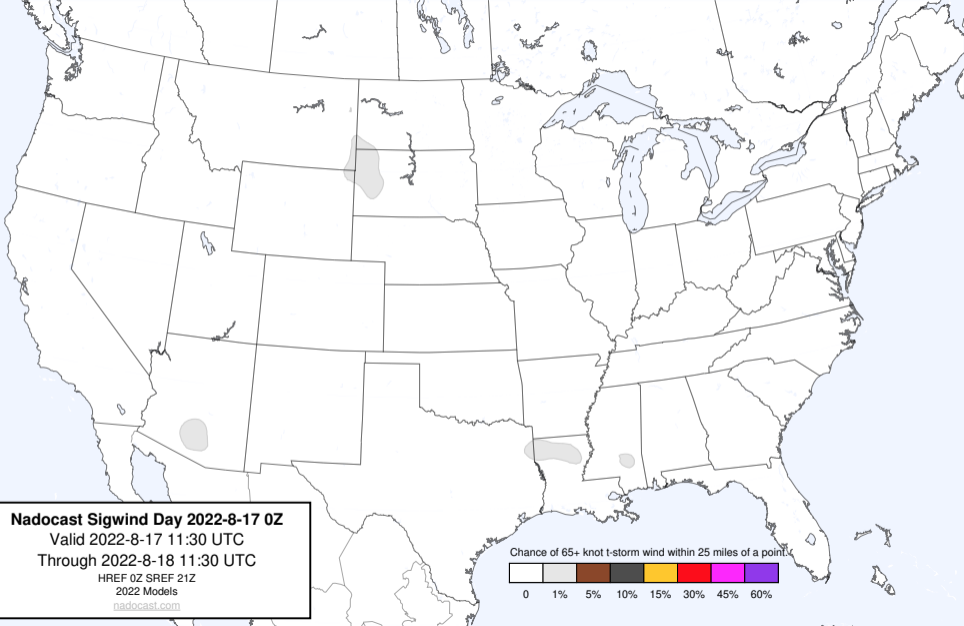 Nadocast Sigwind Day 2022-8-17 0Z
Valid 2022-8-17 11:30 UTC
Through 2022-8-18 11:30 UTC
HREF 0Z SREF 21Z
2022 Models
nadocast.com
Chance of 65+ knot t-storm wind within 25 miles of a point.
0 1% 5% 10% 15% 30% 45% 60%